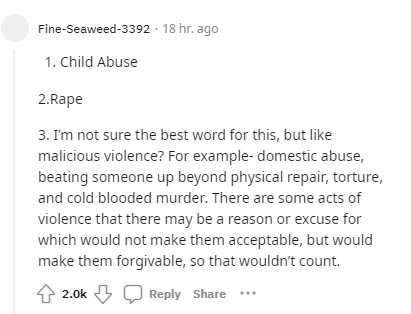 Fine-Seaweed-3392 · 18 hr. ago
1. Child Abuse
2.Rape
3. I'm not sure the best word for this, but like
malicious violence? For example- domestic abuse,
beating someone up beyond physical repair, torture,
and cold blooded murder. There are some acts of
violence that there may be a reason or excuse for
which would not make them acceptable, but would
make them forgivable, so that wouldn't count.
2.0k Reply Share ···